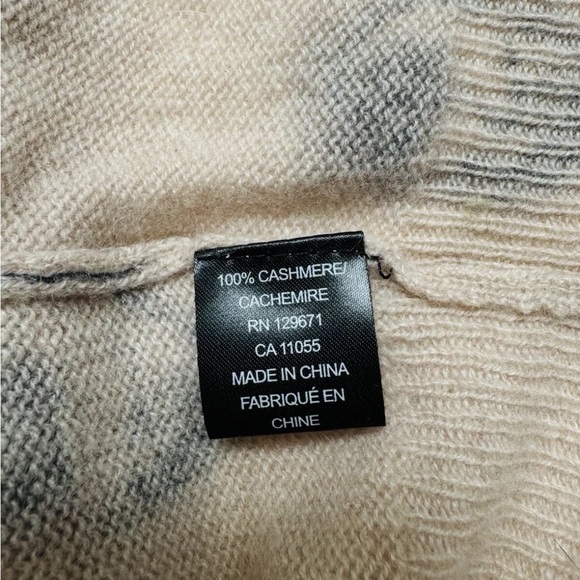 100% CASHMERE/
CACHEMIRE
RN 129671
CA 11055
MADE IN CHINA
FABRIQUÉ EN
CHINE